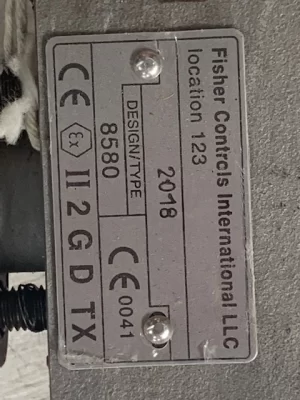 Fisher Controls International LLC
location 123
2018
DESIGN/TYPE
8580
CE 0041
CE Ex II 2 G D TX